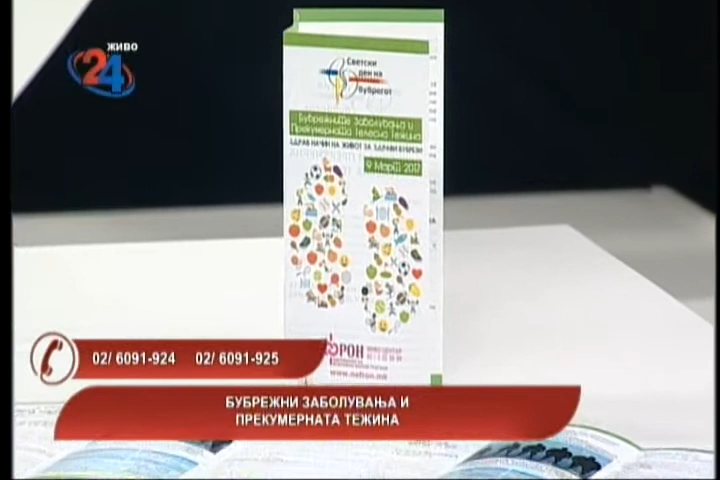 живо
24
Светски
ден на
бубрегот
Бубрежните Заболувања и
Прекумерната Телесна Тежина
ЗДРАВ НАЧИН НА ЖИВОТ ЗА ЗДРАВИ БУБРЕЗИ
9 Март 2017
ФРОН
www.nefron.mk
02/ 6091-924 02/ 6091-925
БУБРЕЖНИ ЗАБОЛУВАЊА И
ПРЕКУМЕРНАТА ТЕЖИНА